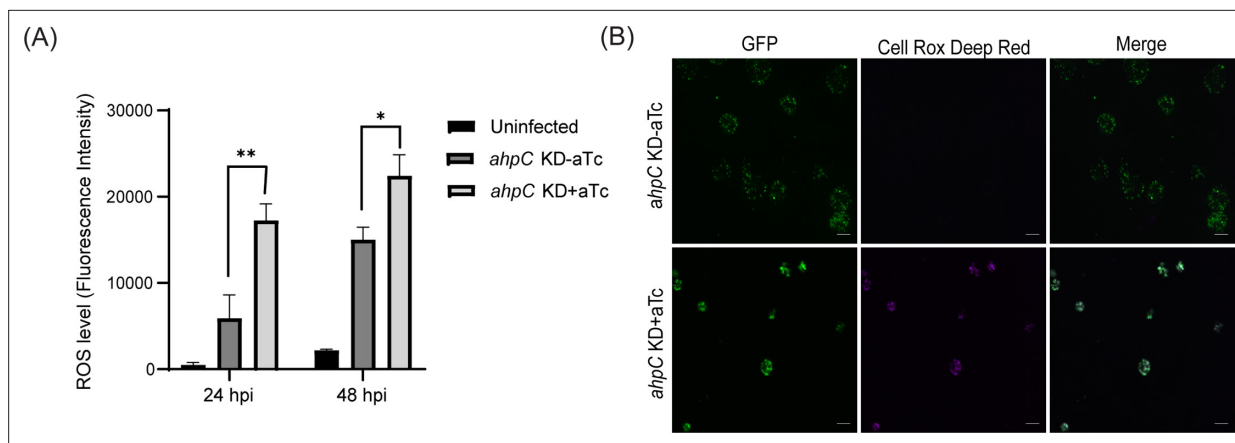 (A)
ROS level (Fluorescence Intensity)
30000
20000
10000
0
**
*
24 hpi
48 hpi
Uninfected
ahpC KD-aTc
ahpC KD+aTc
(B)
GFP
Cell Rox Deep Red
Merge
ahpC KD-aTc
ahpC KD+aTc